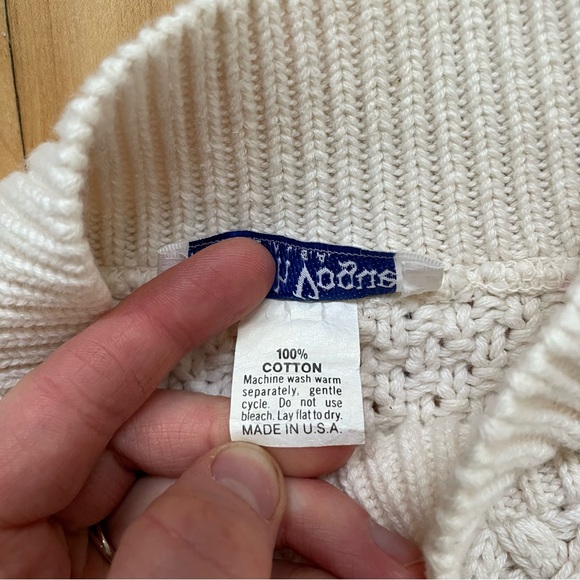 100%
COTTON
Machine wash warm
separately, gentle
cycle. Do not use
bleach. Lay flat to dry.
MADE IN U.S.A.